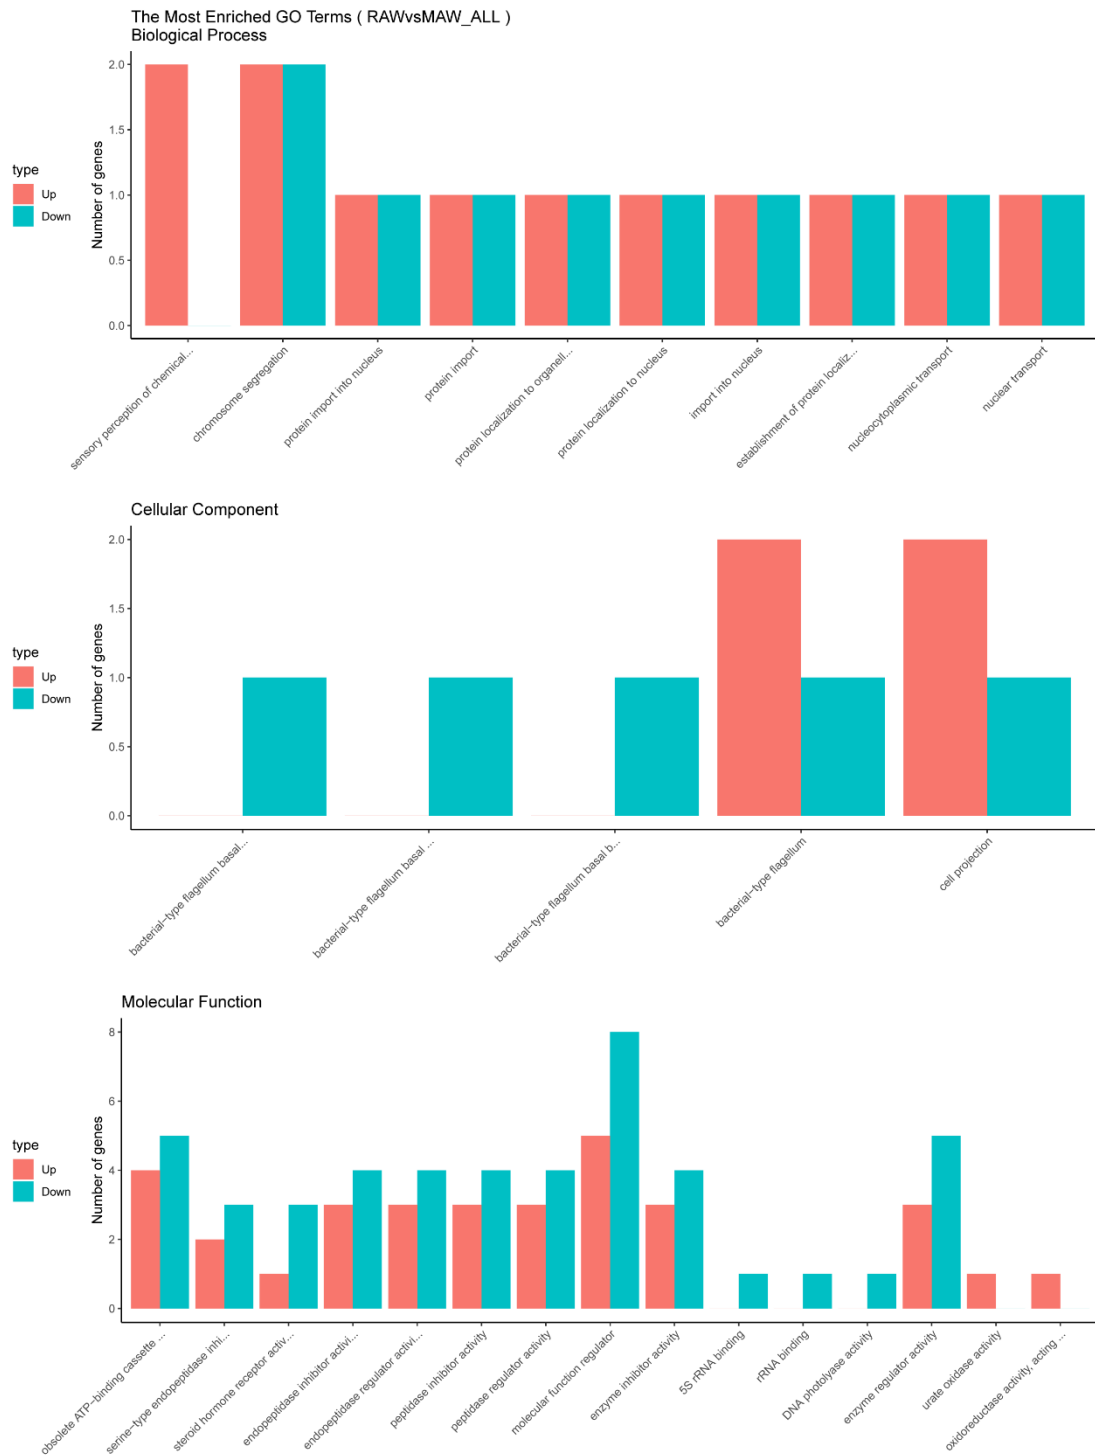 The Most Enriched GO Terms ( RAWvsMAW_ALL )
Biological Process
type
Up
Down
Number of genes
2.0
1.5
1.0
0.5
0.0
sensory perception of chemical...
chromosome segregation
protein import into nucleus
protein import
protein localization to organell...
protein localization to nucleus
import into nucleus
establishment of protein localiz...
nucleocytoplasmic transport
nuclear transport
Cellular Component
type
Up
Down
Number of genes
2.0
1.5
1.0
0.5
0.0
bacterial−type flagellum basal...
bacterial−type flagellum basal ...
bacterial−type flagellum basal b...
bacterial−type flagellum
cell projection
Molecular Function
type
Up
Down
Number of genes
8
6
4
2
0
obsolete ATP−binding cassette ...
serine−type endopeptidase inhi...
steroid hormone receptor activ...
endopeptidase inhibitor activi...
endopeptidase regulator activi...
peptidase inhibitor activity
peptidase regulator activity
molecular function regulator
enzyme inhibitor activity
5S rRNA binding
rRNA binding
DNA photolyase activity
enzyme regulator activity
urate oxidase activity
oxidoreductase activity, acting ...